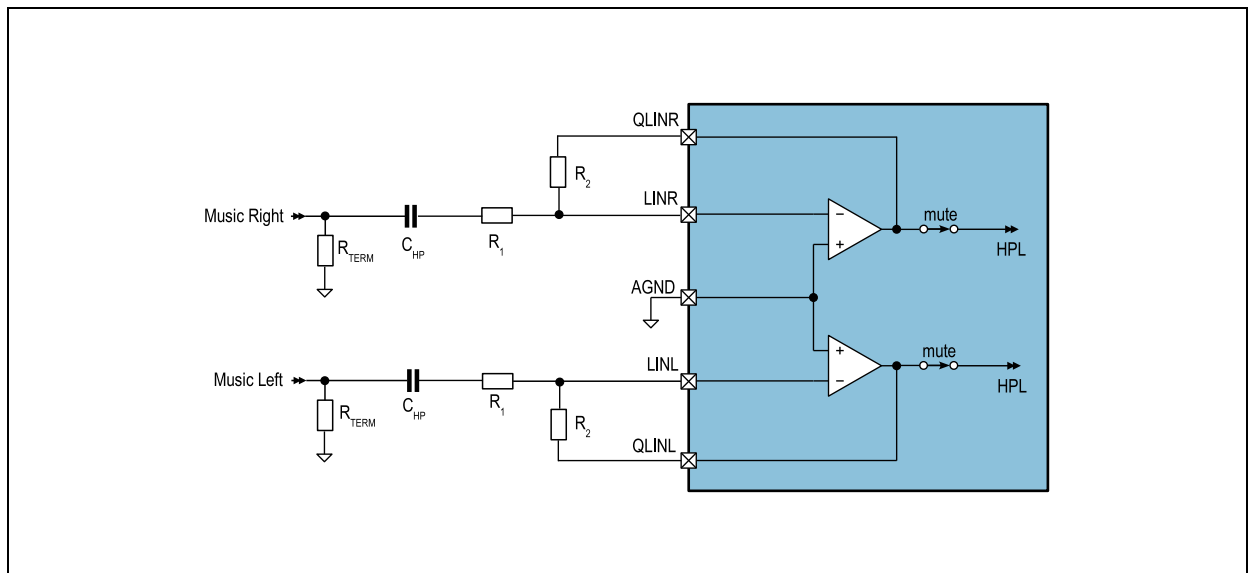 QLINR
R2
LINR
Music Right
mute
RTERM
CHP
R1
HPL
AGND
LINL
mute
Music Left
HPL
RTERM
CHP
R1
R2
QLINL
− + + −